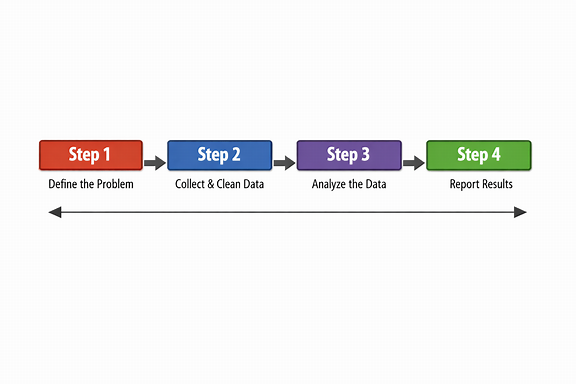 Step 1
Define the Problem
Step 2
Collect & Clean Data
Step 3
Analyze the Data
Step 4
Report Results